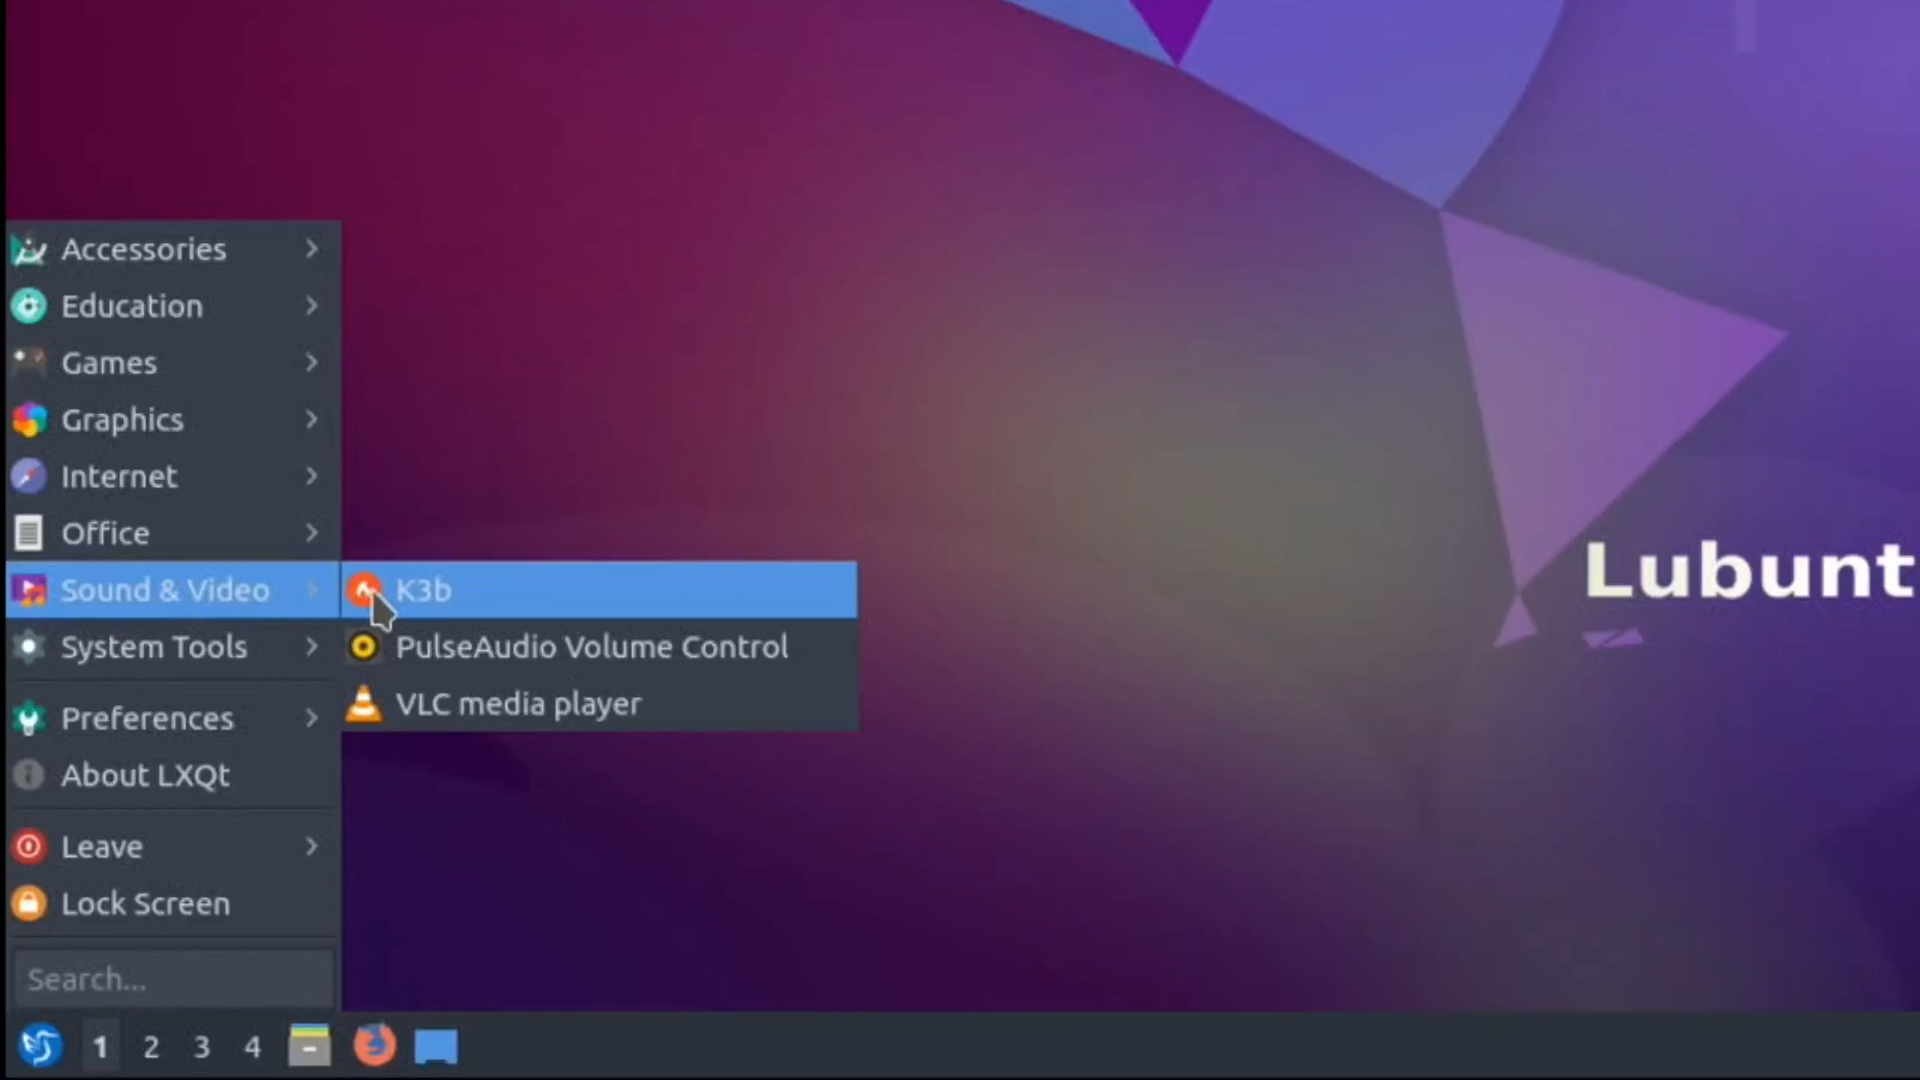 Accessories
Education
Games
Graphics
Internet
Office
Sound & Video
System Tools
Preferences
About LXQt
Leave
Lock Screen
Search...
K3b
PulseAudio Volume Control
VLC media player
Lubunt
1 2 3 4